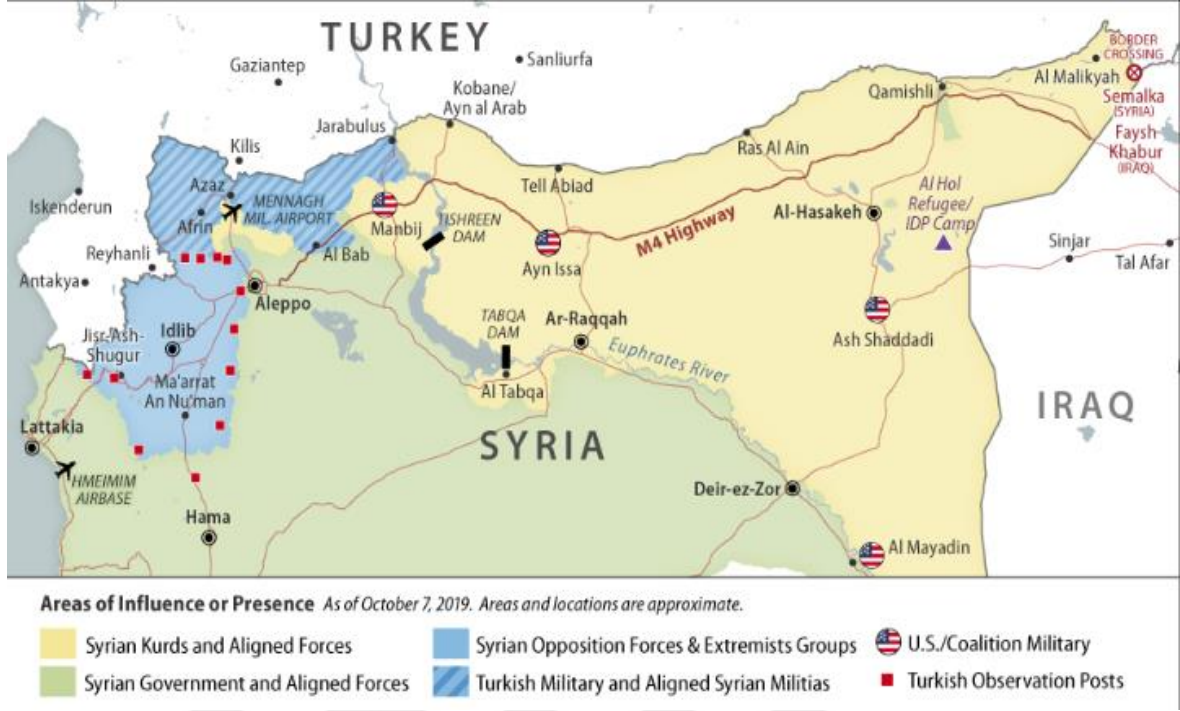 TURKEY
Gaziantep
Sanliurfa
Kobane/
Ayn al Arab
BORDER
CROSSING
Al Malikyah
Qamishli
Semalka
(SYRIA)
Faysh
Khabur
(IRAQ)
Jarabulus
Kilis
Ras Al Ain
Azaz
MENNAGH
MIL. AIRPORT
Tell Abiad
Al Hol
Refugee/
IDP Camp
Iskenderun
Afrin
Manbij
TISHREEN
DAM
M4 Highway
Al-Hasakeh
Reyhanli
Al Bab
Ayn Issa
Sinjar
Tal Afar
Antakya
Aleppo
TABQA
DAM
Ar-Raqqah
Euphrates River
Ash Shaddadi
Jisr Ash-
Shugur
Idlib
Ma'arrat
An Nu'man
Al Tabqa
IRAQ
Lattakia
SYRIA
HMEIMIM
AIRBASE
Deir-ez-Zor
Hama
Al Mayadin
Areas of Influence or Presence As of October 7, 2019. Areas and locations are approximate.
Syrian Kurds and Aligned Forces
Syrian Opposition Forces & Extremists Groups
U.S./Coalition Military
Syrian Government and Aligned Forces
Turkish Military and Aligned Syrian Militias
Turkish Observation Posts